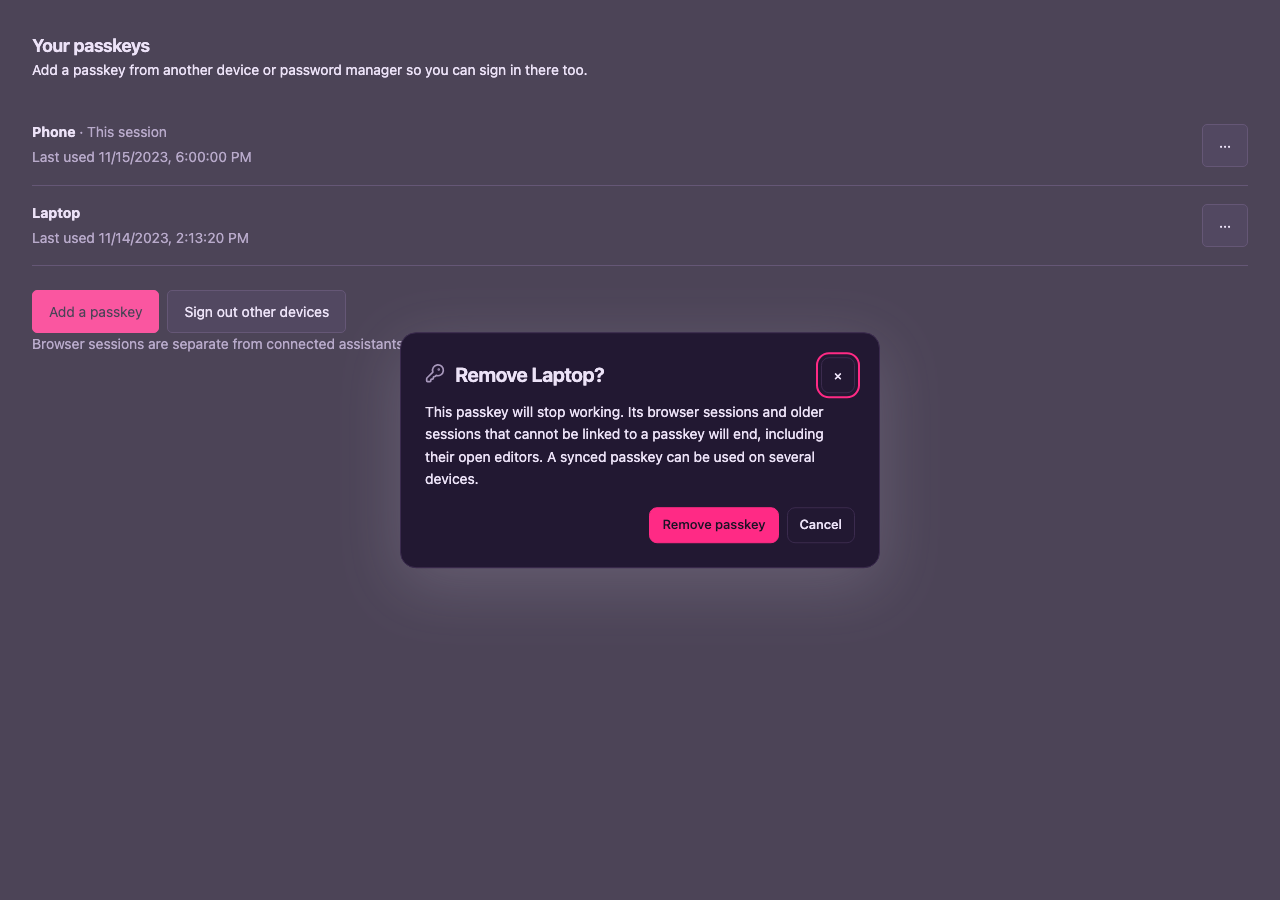 Your passkeys
Add a passkey from another device or password manager so you can sign in there too.
Phone · This session
Last used 11/15/2023, 6:00:00 PM
...
Laptop
Last used 11/14/2023, 2:13:20 PM
...
Add a passkey
Sign out other devices
Browser sessions are separate from connected assistants
Remove Laptop?
×
This passkey will stop working. Its browser sessions and older
sessions that cannot be linked to a passkey will end, including
their open editors. A synced passkey can be used on several
devices.
Remove passkey
Cancel